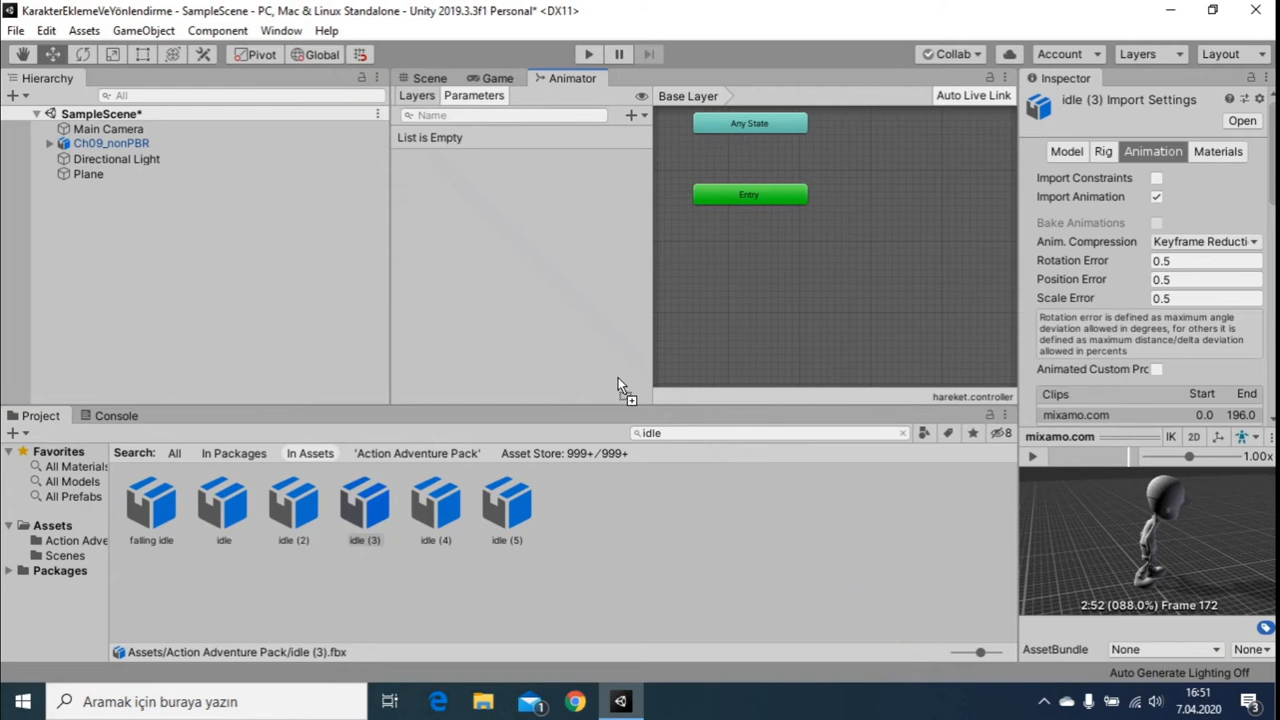 KarakterEklemeVeYönlendirme - SampleScene - PC, Mac & Linux Standalone - Unity 2019.3.3f1 Personal* <DX11>
File Edit Assets GameObject Component Window Help
Pivot Global Collab Account Layers Layout
Hierarchy Scene Game Animator Inspector
All Layers Parameters Base Layer Auto Live Link
idle (3) Import Settings
Open
SampleScene*
Name
Main Camera
Ch09_nonPBR
Directional Light
Plane
List is Empty
Any State
Entry
hareket.controller
Model Rig Animation Materials
Import Constraints
Import Animation
Bake Animations
Anim. Compression Keyframe Reducti
Rotation Error 0.5
Position Error 0.5
Scale Error 0.5
Rotation error is defined as maximum angle
deviation allowed in degrees, for others it is
defined as maximum distance/delta deviation
allowed in percents
Animated Custom Prc
Clips Start End
mixamo.com 0.0 196.0
mixamo.com IK 2D
1.00x
2:52 (088.0%) Frame 172
AssetBundle None None
Project Console
idle 8
Favorites
All Materials
All Models
All Prefabs
Assets
Action Adve
Scenes
Packages
Search: All In Packages In Assets 'Action Adventure Pack' Asset Store: 999+/999+
falling idle idle idle (2) idle (3) idle (4) idle (5)
Assets/Action Adventure Pack/idle (3).fbx
Auto Generate Lighting Off
Aramak için buraya yazın
1
16:51
7.04.2020
3